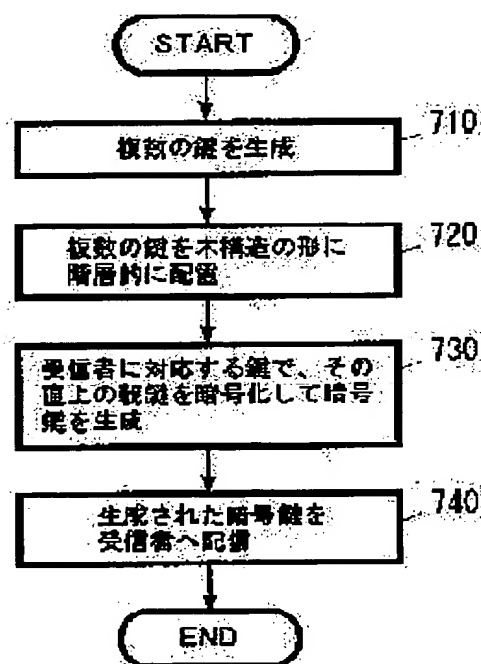 START
複数の鍵を生成
710
複数の鍵を木構造の形に
階層的に配置
720
受信者に対応する鍵で、その
直上の親鍵を暗号化して暗号
鍵を生成
730
生成された暗号鍵を
受信者へ配信
740
END